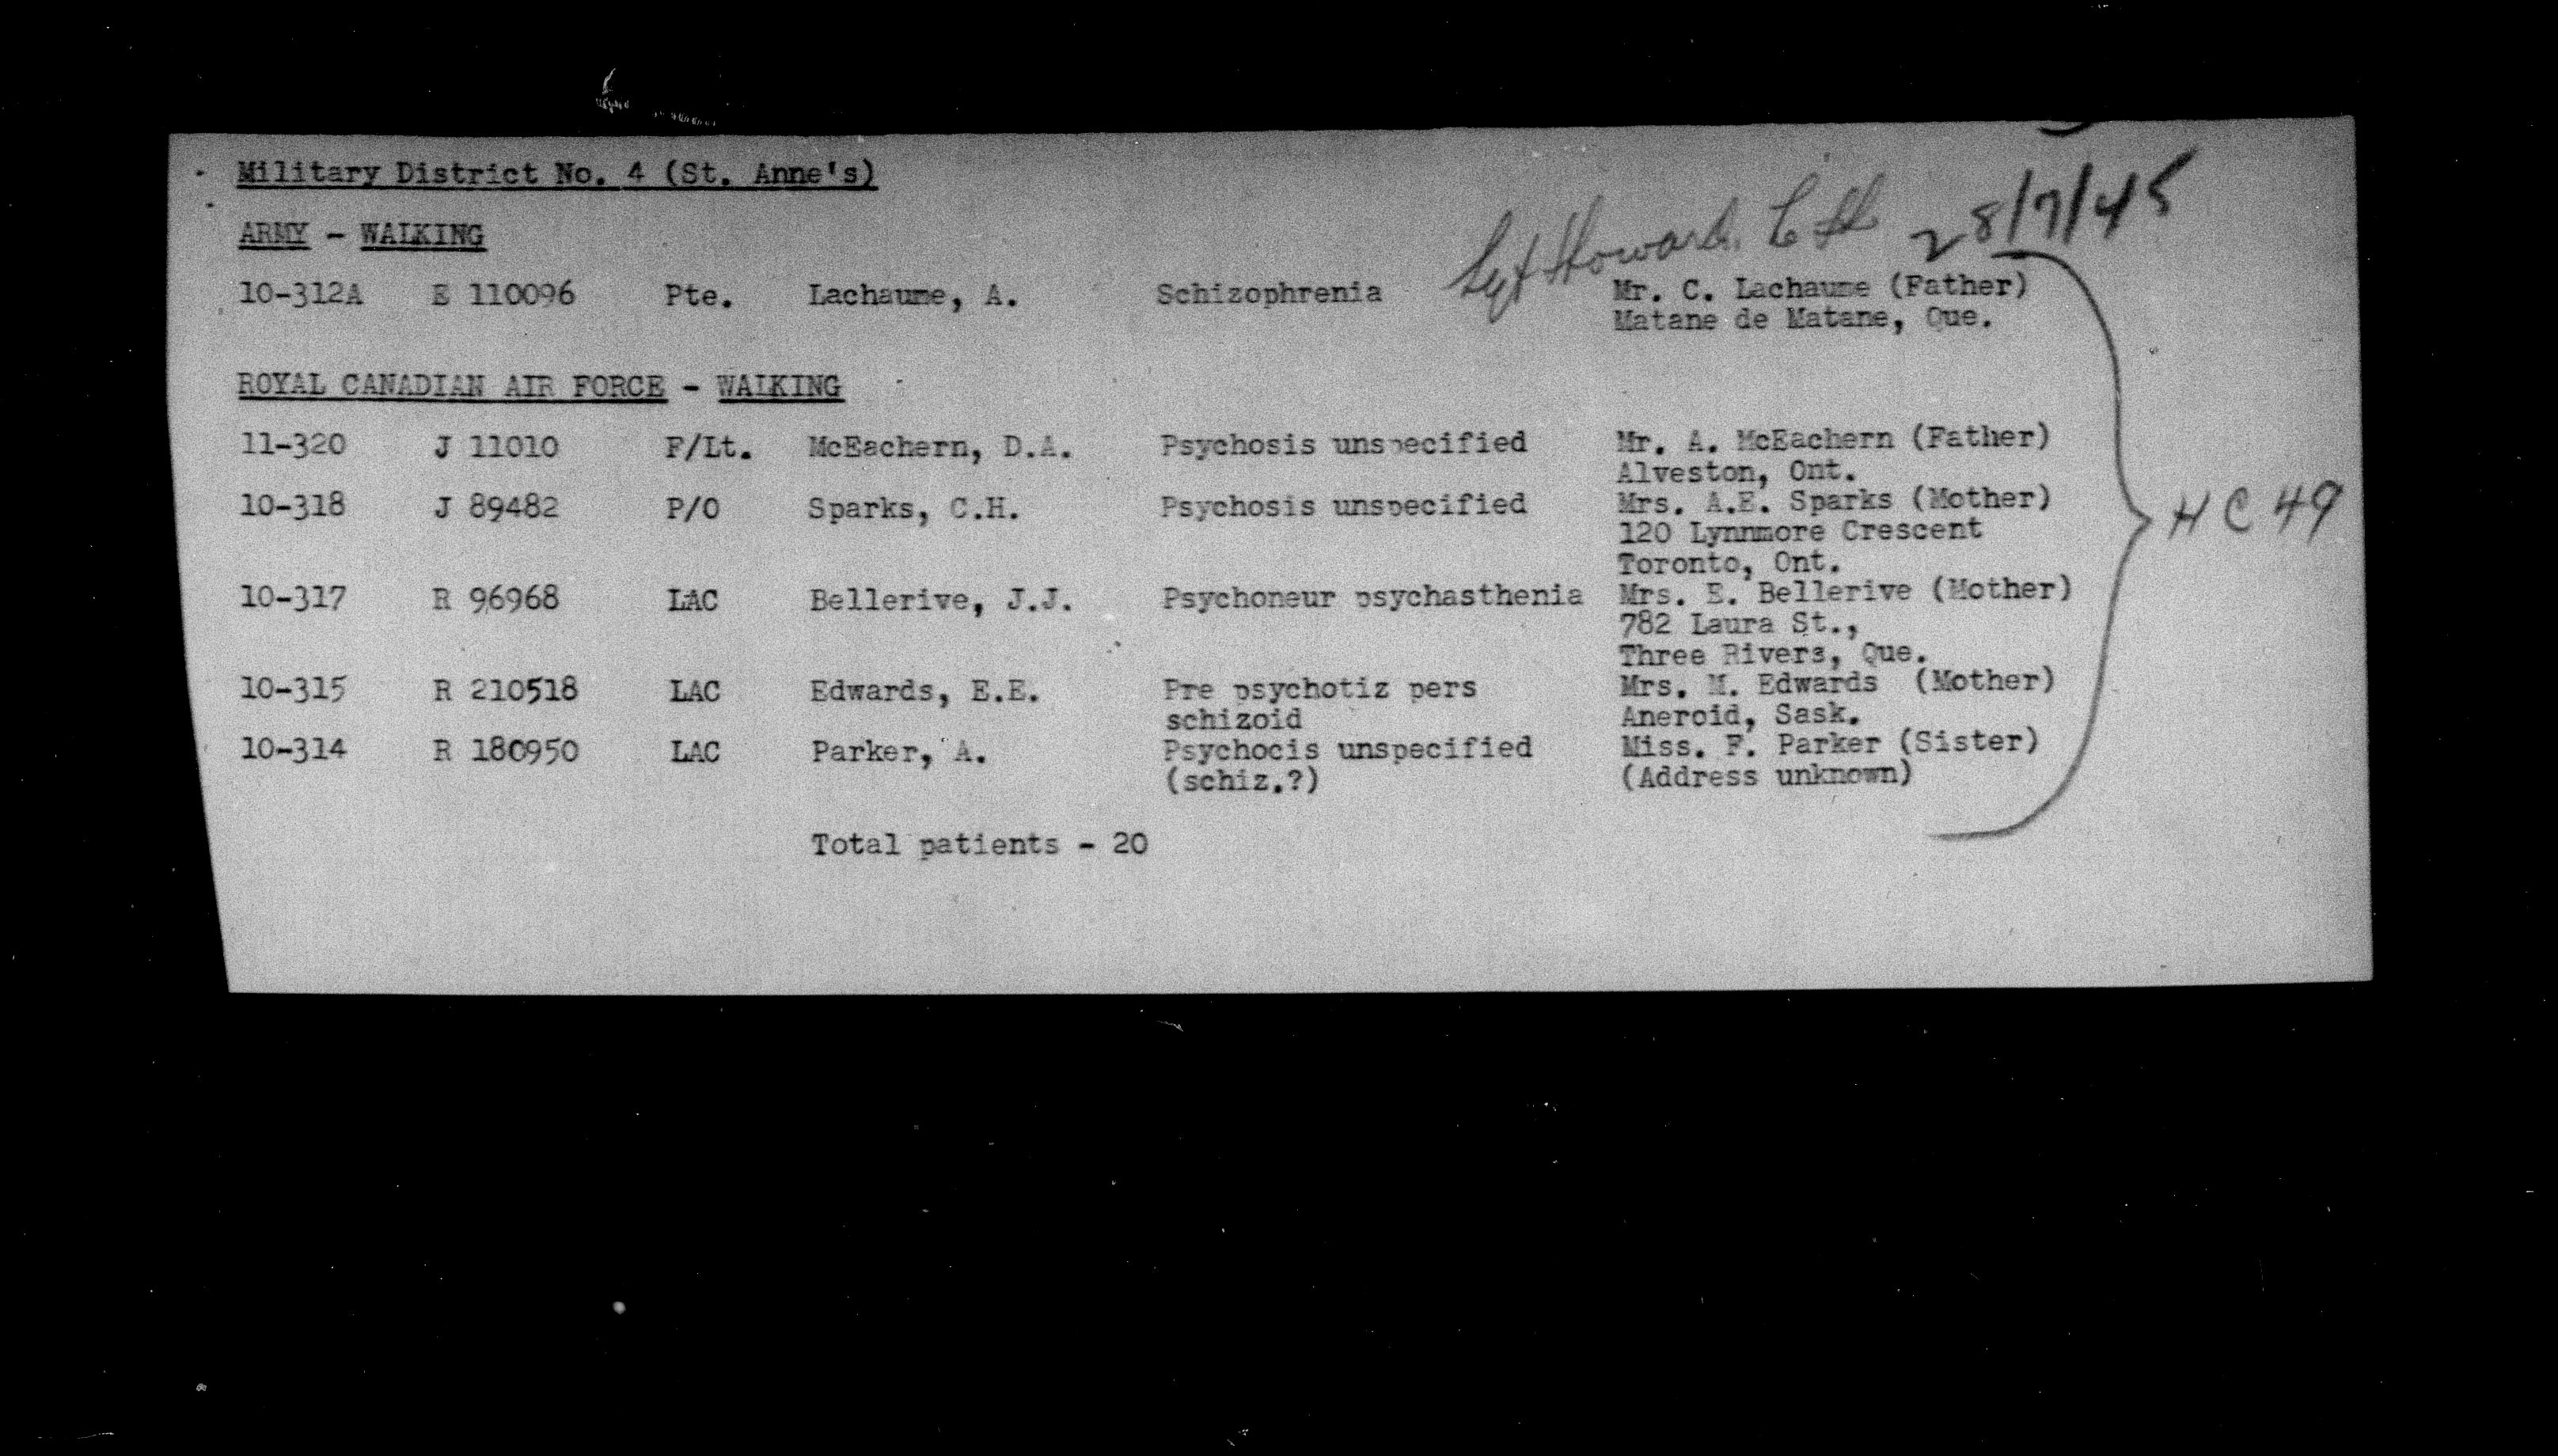 Military District No. 4 (St. Anne's)
Sgt Howard. 28/7/45
ARMY - WALKING
10-312A E 110096 Pte. Lachaume, A. Schizophrenia Mr. C. Lachaume (Father)
Matane de Matane, Que.
ROYAL CANADIAN AIR FORCE - WALKING
11-320 J 11010 F/Lt. McEachern, D.A. Psychosis unspecified Mr. A. McEachern (Father)
Alveston, Ont.
10-318 J 89482 P/O Sparks, C.H. Psychosis unspecified Mrs. A.E. Sparks (Mother)
120 Lynnmore Crescent
Toronto, Ont.
HC 49
10-317 R 96968 LAC Bellerive, J.J. Psychoneur psychasthenia Mrs. E. Bellerive (Mother)
782 Laura St.,
Three Rivers, Que.
10-315 R 210518 LAC Edwards, E.E. Pre psychotiz pers Mrs. M. Edwards (Mother)
schizoid Aneroid, Sask.
10-314 R 180950 LAC Parker, A. Psychocis unspecified Miss. F. Parker (Sister)
(schiz.?) (Address unknown)
Total patients - 20